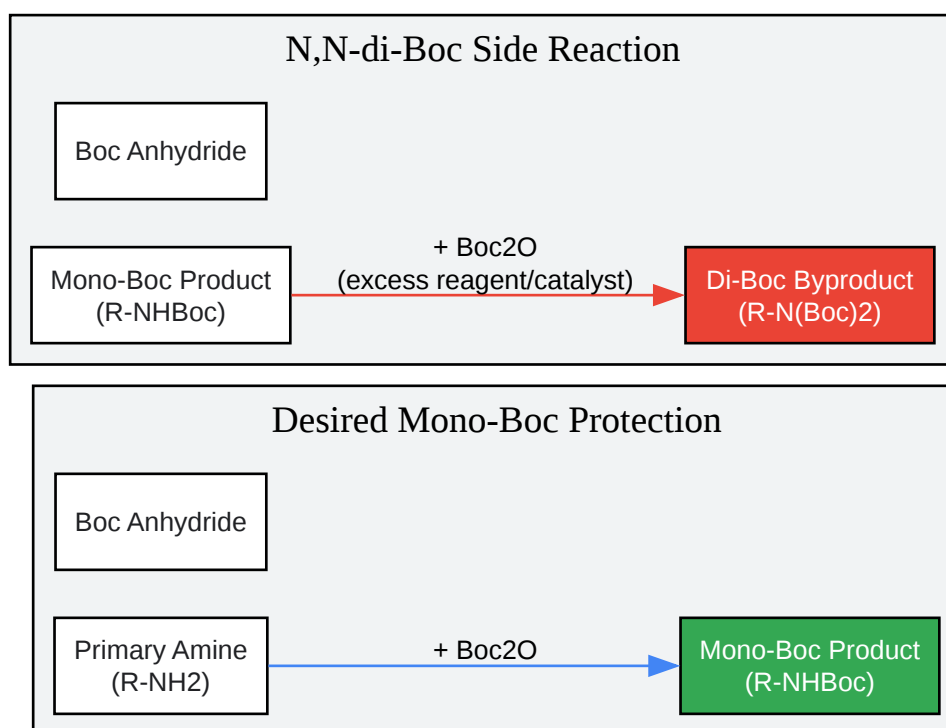 N,N-di-Boc Side Reaction
Boc Anhydride
+ Boc2O
(excess reagent/catalyst)
Mono-Boc Product
(R-NHBoc)
Di-Boc Byproduct
(R-N(Boc)2)
Desired Mono-Boc Protection
Boc Anhydride
Primary Amine
(R-NH2)
+ Boc2O
Mono-Boc Product
(R-NHBoc)